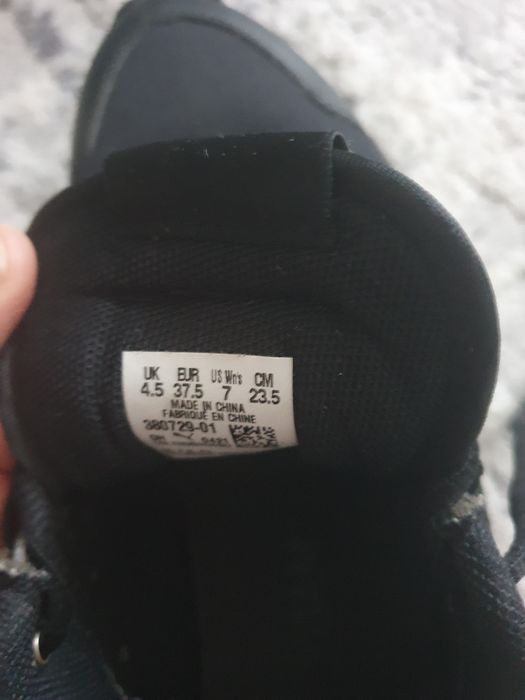 UK EUR US Wn's CM
4.5 37.5 7 23.5
MADE IN CHINA
FABRIQUÉ EN CHINE
380729-01
0421